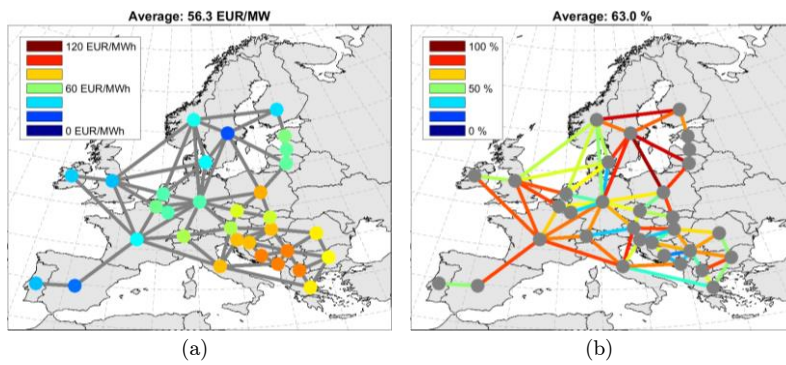 Average: 56.3 EUR/MW
120 EUR/MWh
60 EUR/MWh
0 EUR/MWh
(a)
Average: 63.0 %
100 %
50 %
0 %
(b)